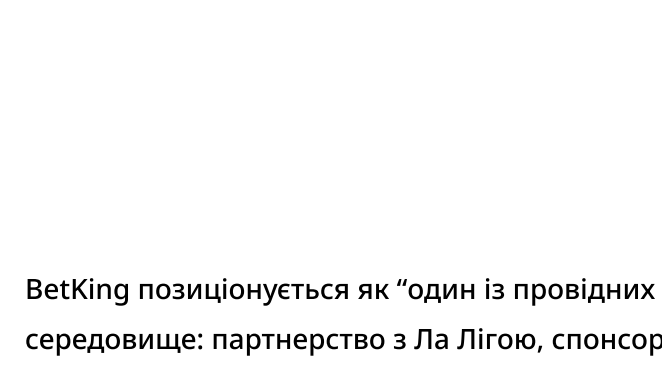 BetKing позиціонується як “один із провідних
середовище: партнерство з Ла Лігою, спонсор